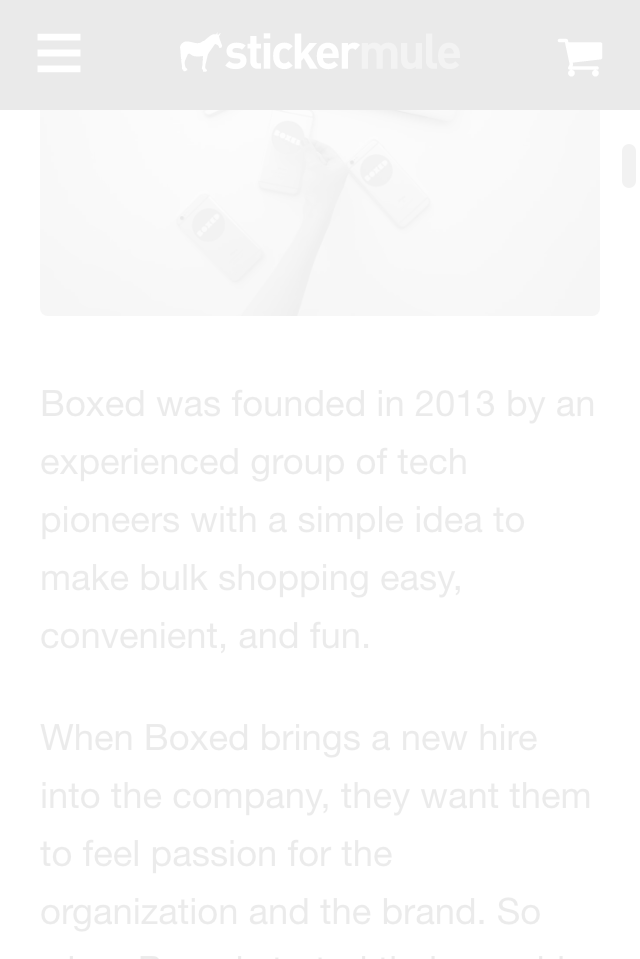 stickermule
Boxed was founded in 2013 by an
experienced group of tech
pioneers with a simple idea to
make bulk shopping easy,
convenient, and fun.
When Boxed brings a new hire
into the company, they want them
to feel passion for the
organization and the brand. So